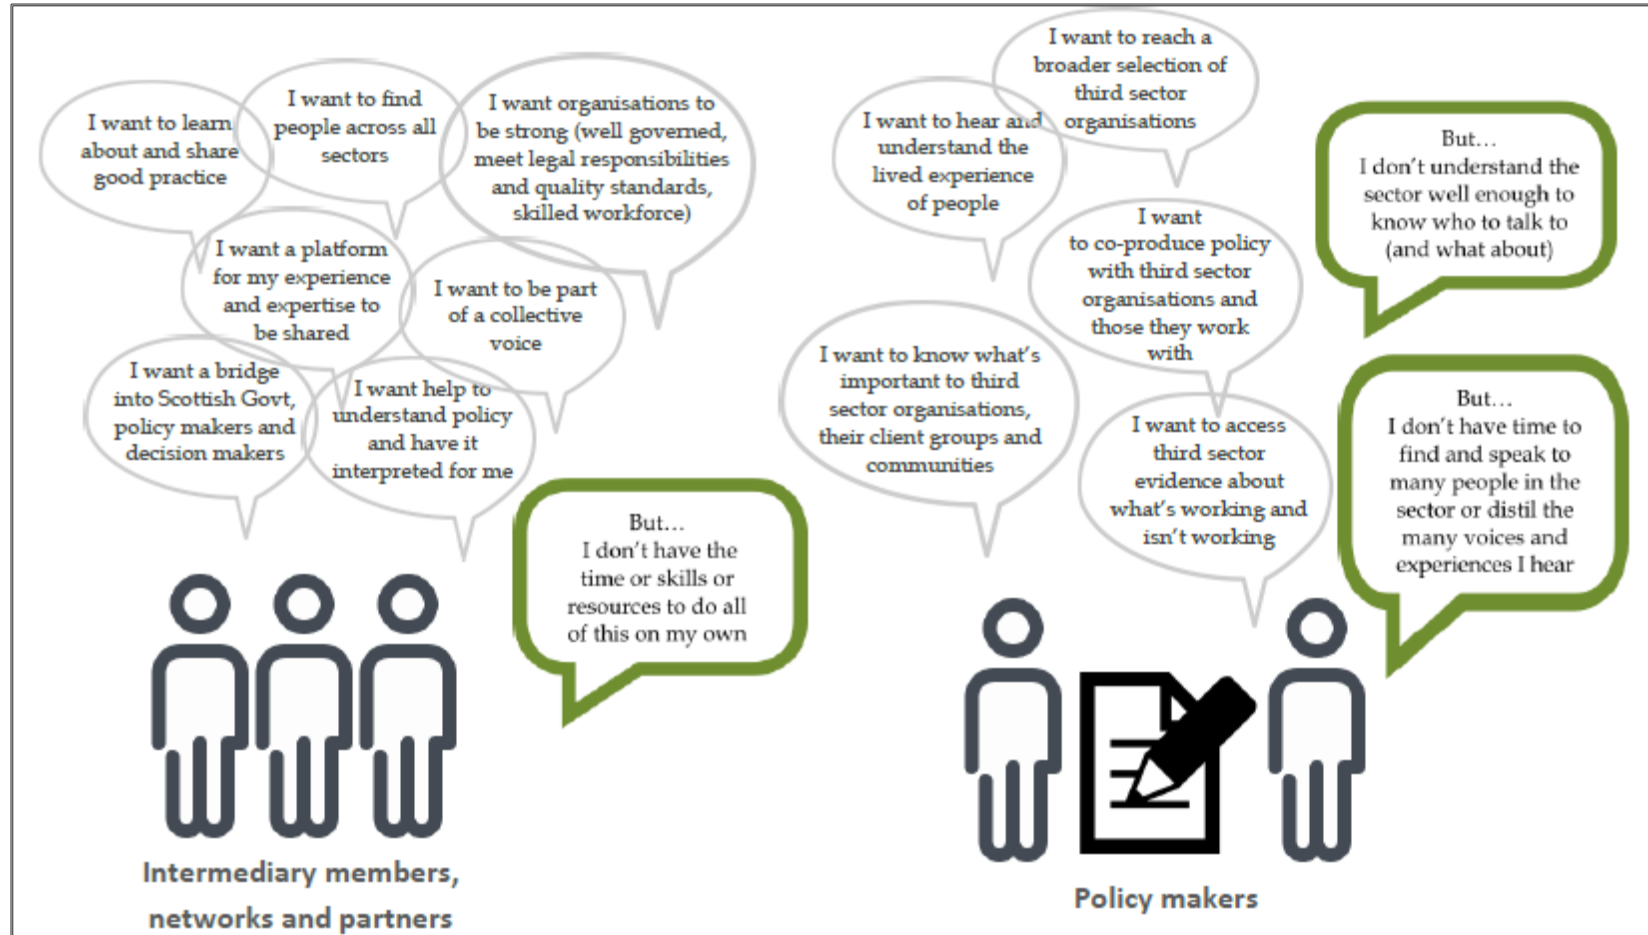 I want to learn
about and share
good practice
I want to find
people across all
sectors
I want organisations to
be strong (well governed,
meet legal responsibilities
and quality standards,
skilled workforce)
I want a platform
for my experience
and expertise to
be shared
I want to be part
of a collective
voice
I want a bridge
into Scottish Govt,
policy makers and
decision makers
I want help to
understand policy
and have it
interpreted for me
But...
I don't have the
time or skills or
resources to do all
of this on my own
Intermediary members,
networks and partners
I want to reach a
broader selection of
third sector
organisations
I want to hear and
understand the
lived experience
of people
I want
to co-produce policy
with third sector
organisations and
those they work
with
I want to know what's
important to third
sector organisations,
their client groups and
communities
I want to access
third sector
evidence about
what's working and
isn't working
But...
I don't understand the
sector well enough to
know who to talk to
(and what about)
But...
I don't have time to
find and speak to
many people in the
sector or distil the
many voices and
experiences I hear
Policy makers